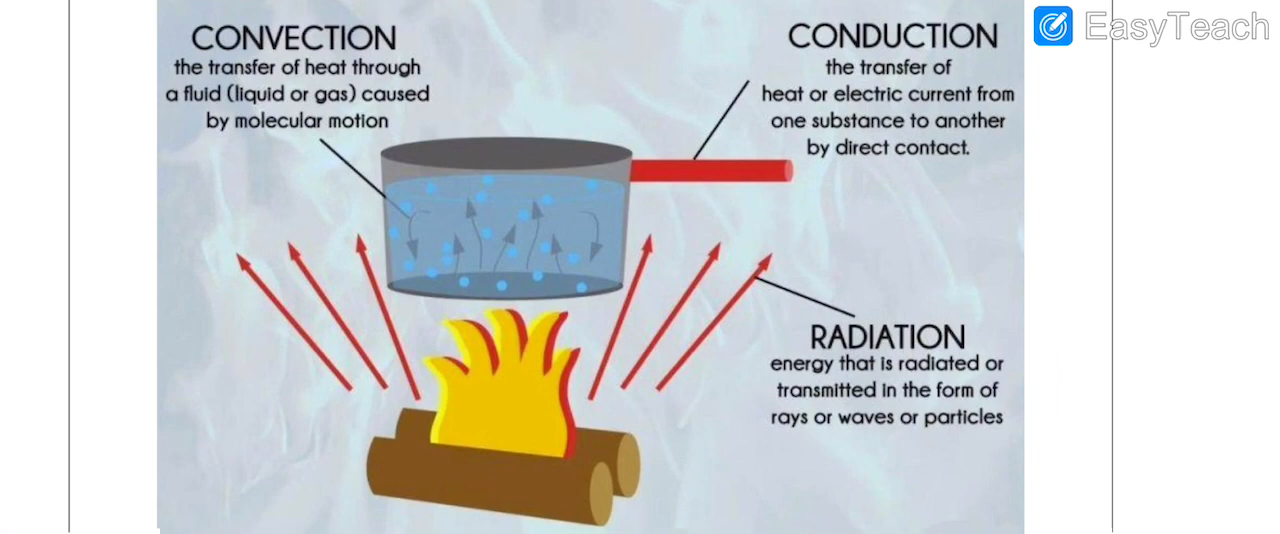 EasyTeach
CONVECTION
the transfer of heat through
a fluid (liquid or gas) caused
by molecular motion
CONDUCTION
the transfer of
heat or electric current from
one substance to another
by direct contact.
RADIATION
energy that is radiated or
transmitted in the form of
rays or waves or particles